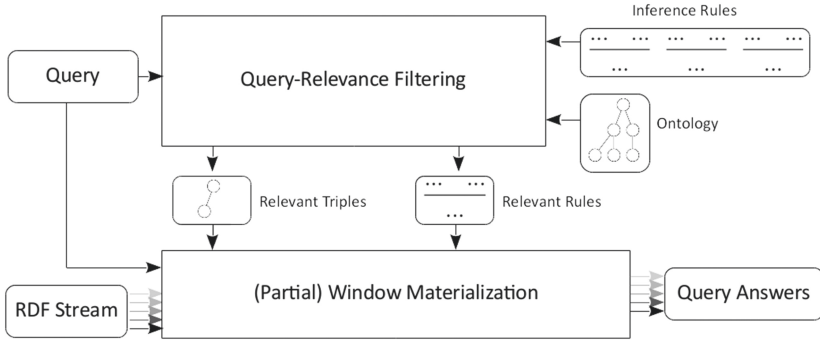 Inference Rules
... ... ... ... ... ...
... ... ...
Query
Query-Relevance Filtering
Ontology
Relevant Triples
... ...
...
Relevant Rules
(Partial) Window Materialization
RDF Stream
Query Answers